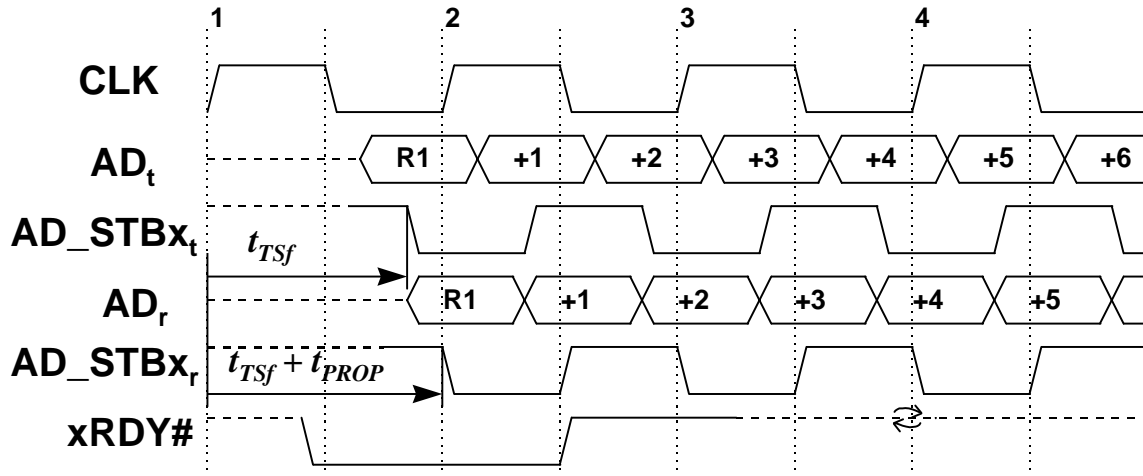 1 2 3 4
CLK
AD_t R1 +1 +2 +3 +4 +5 +6
AD_STBx_t
t_TSf
AD_r R1 +1 +2 +3 +4 +5
AD_STBx_r t_TSf + t_PROP
xRDY#